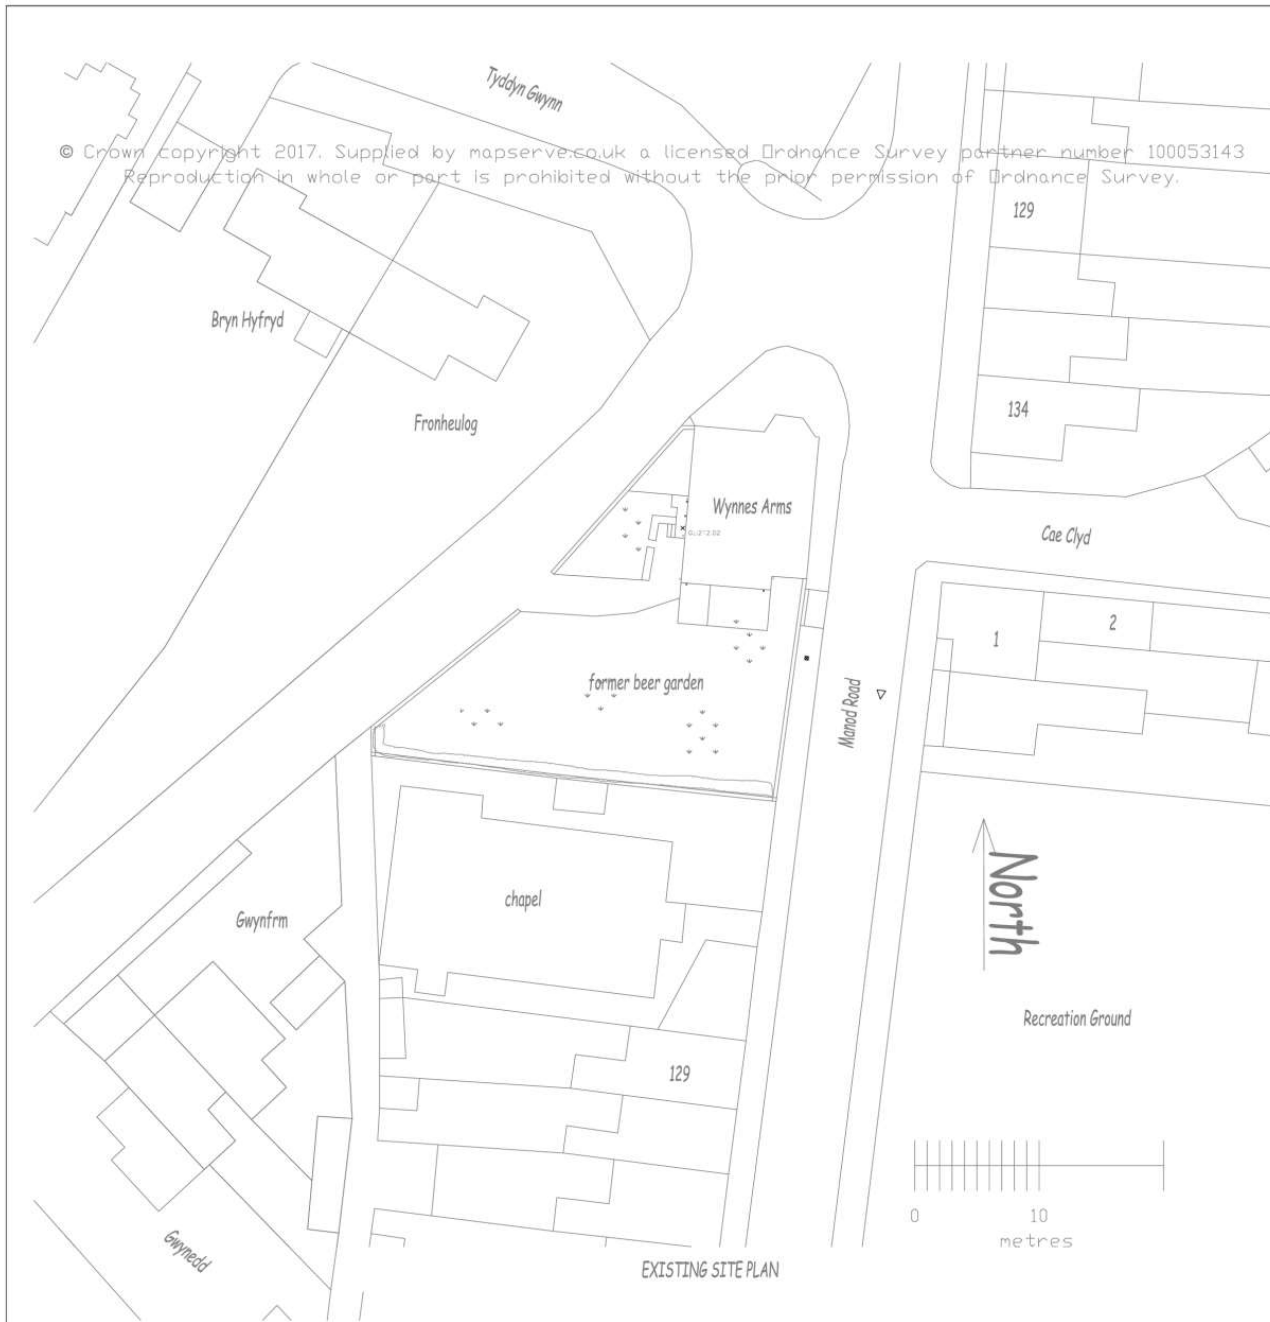 Tyddyn Gwynn
© Crown copyright 2017. Supplied by mapserve.co.uk a licensed Ordnance Survey partner number 100053143
Reproduction in whole or part is prohibited without the prior permission of Ordnance Survey.
129
Bryn Hyfryd
134
Fronheulog
Wynnes Arms
Cae Clyd
1
2
former beer garden
Manod Road
North
chapel
Gwynfrm
Recreation Ground
129
0 10
metres
Gwynedd
EXISTING SITE PLAN